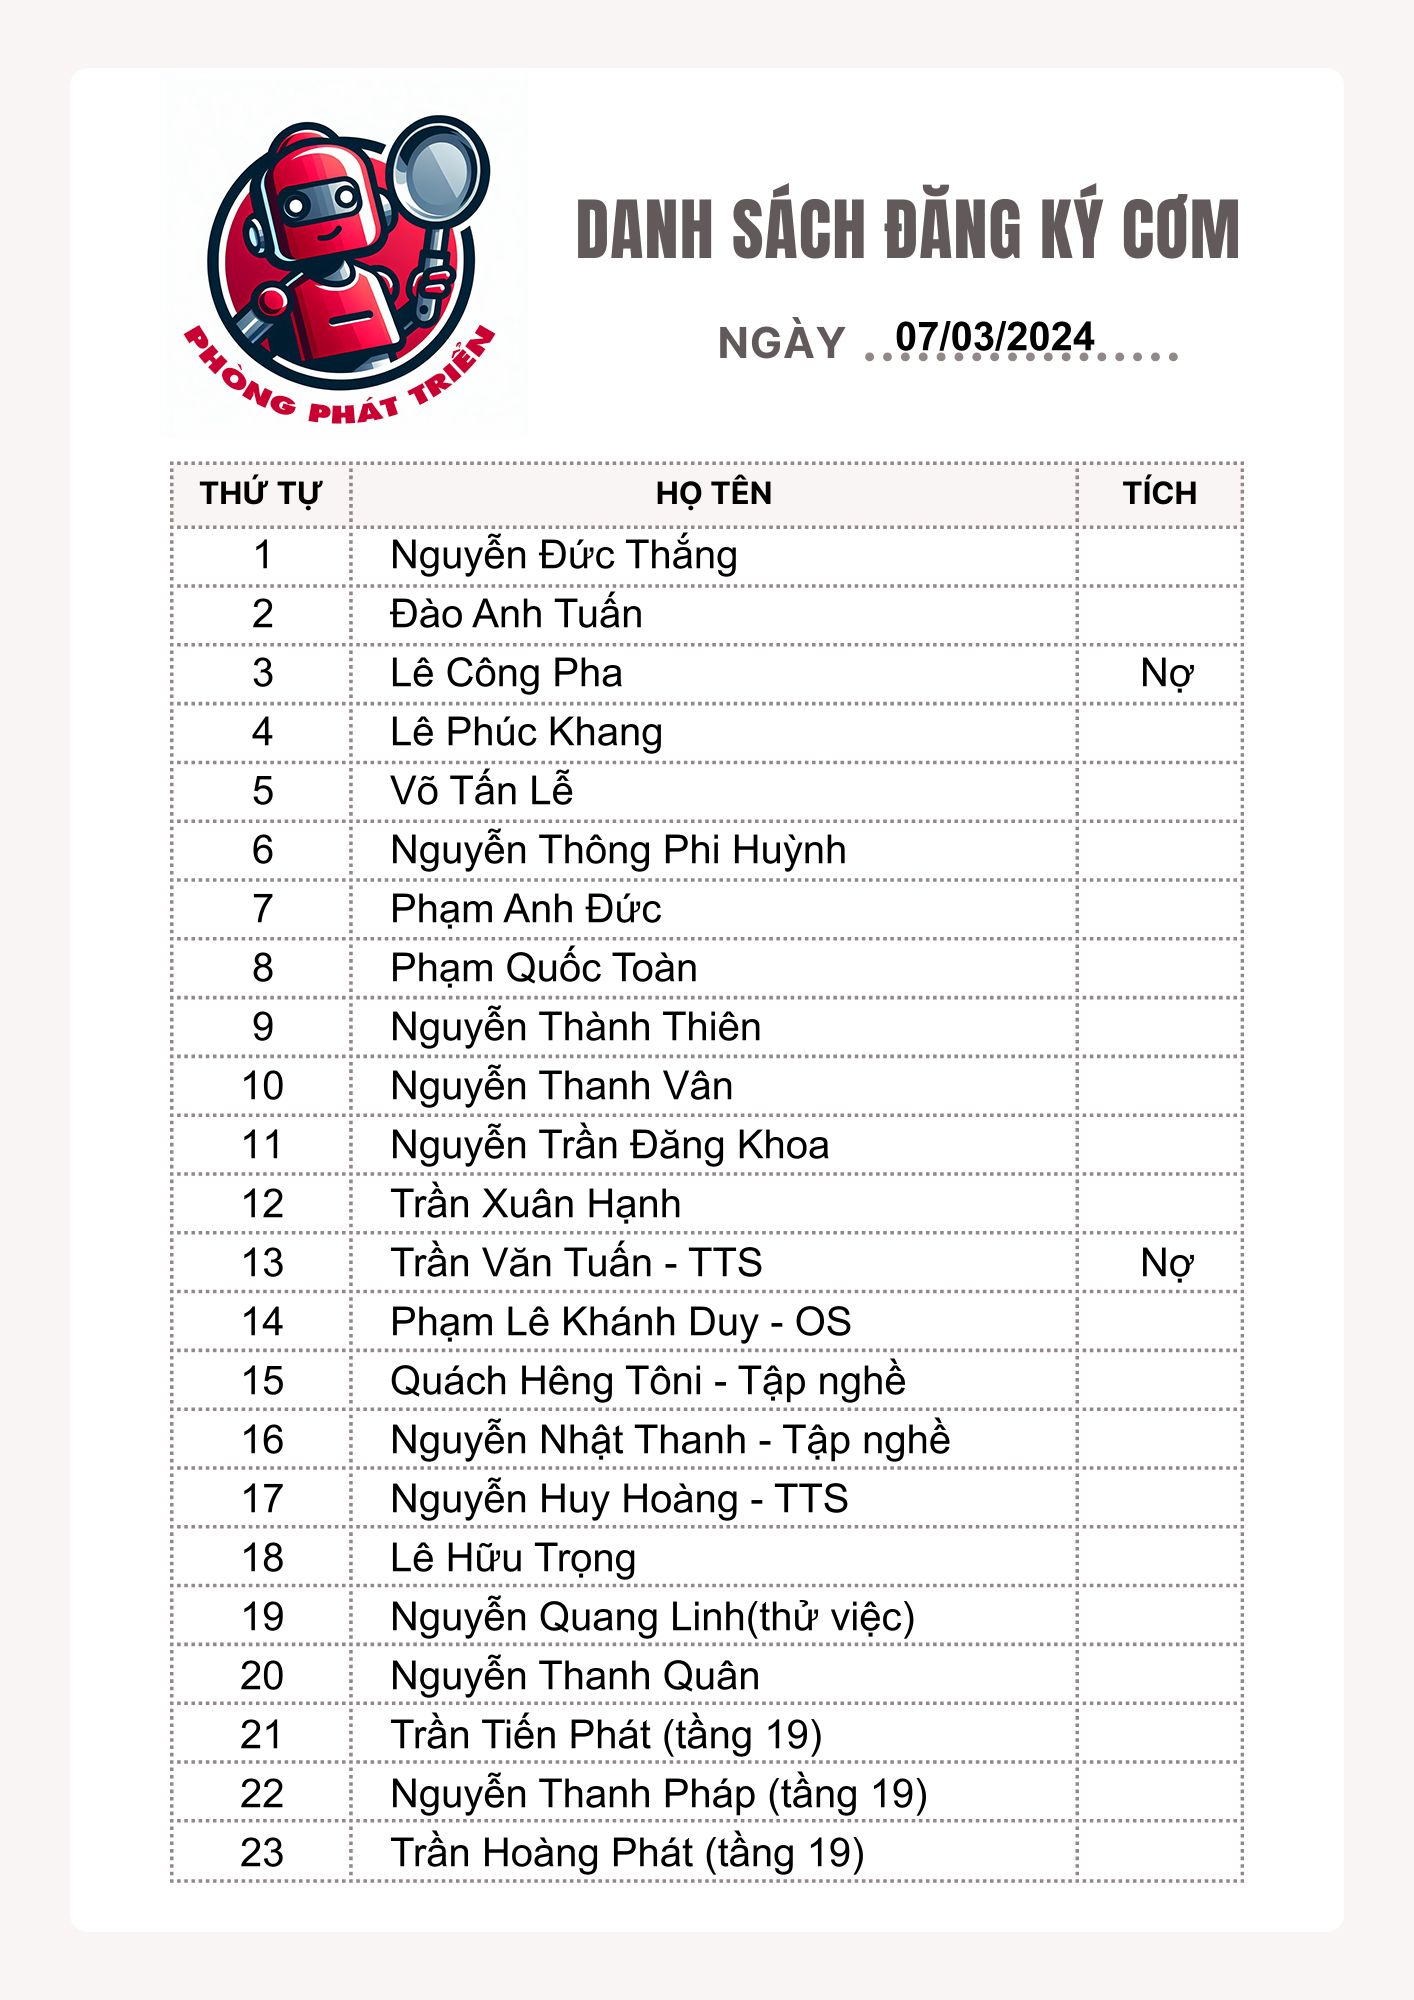 DANH SÁCH ĐĂNG KÝ CƠM
NGÀY 07/03/2024
PHÒNG PHÁT TRIỂN
THỨ TỰ HỌ TÊN TÍCH
1 Nguyễn Đức Thắng
2 Đào Anh Tuấn
3 Lê Công Pha Nợ
4 Lê Phúc Khang
5 Võ Tấn Lễ
6 Nguyễn Thông Phi Huỳnh
7 Phạm Anh Đức
8 Phạm Quốc Toàn
9 Nguyễn Thành Thiên
10 Nguyễn Thanh Vân
11 Nguyễn Trần Đăng Khoa
12 Trần Xuân Hạnh
13 Trần Văn Tuấn - TTS Nợ
14 Phạm Lê Khánh Duy - OS
15 Quách Hêng Tôni - Tập nghề
16 Nguyễn Nhật Thanh - Tập nghề
17 Nguyễn Huy Hoàng - TTS
18 Lê Hữu Trọng
19 Nguyễn Quang Linh(thử việc)
20 Nguyễn Thanh Quân
21 Trần Tiến Phát (tầng 19)
22 Nguyễn Thanh Pháp (tầng 19)
23 Trần Hoàng Phát (tầng 19)